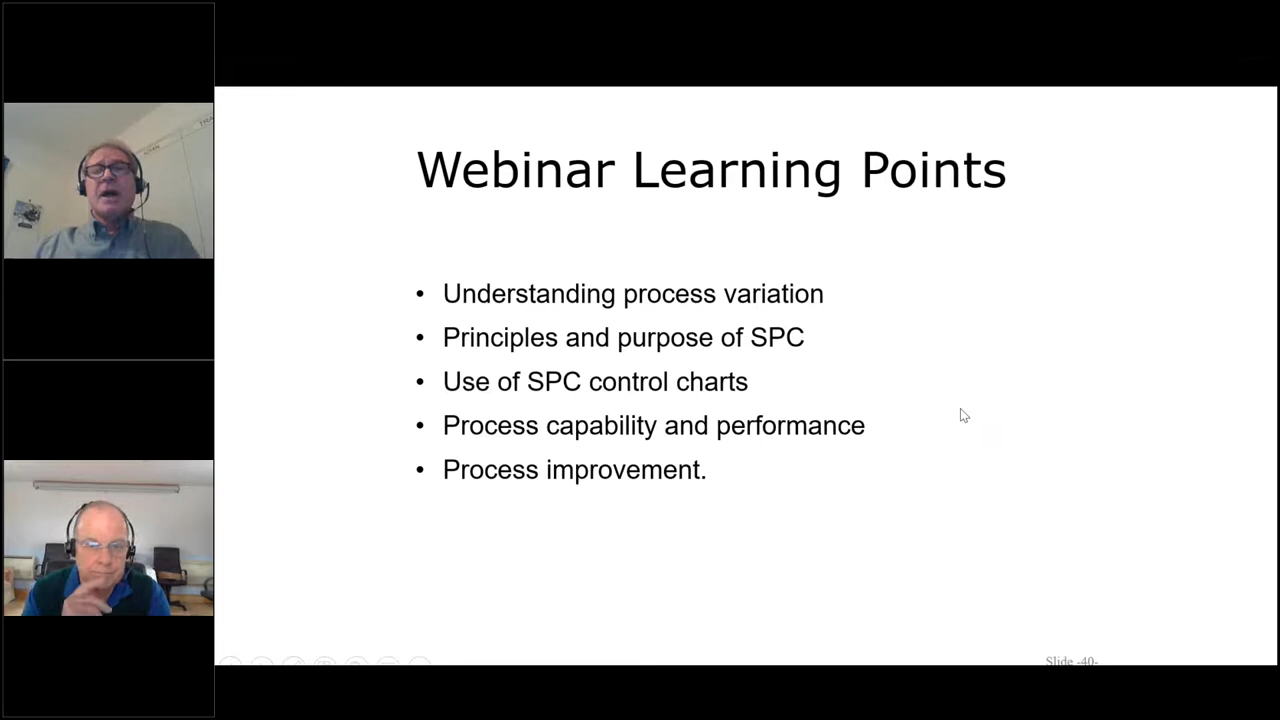 Webinar Learning Points
• Understanding process variation
• Principles and purpose of SPC
• Use of SPC control charts
• Process capability and performance
• Process improvement.
Slide -40-